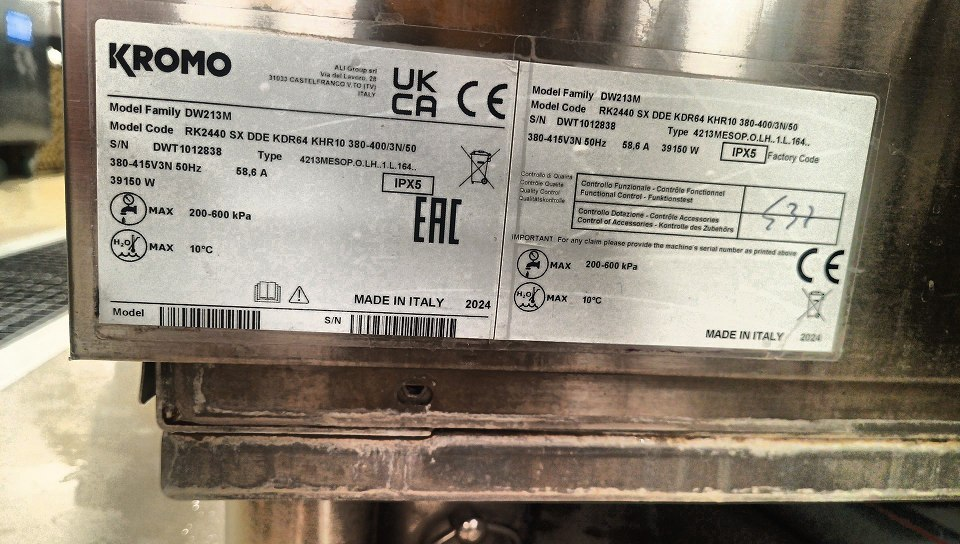 KROMO
ALI Group srl
Via del Lavoro, 28
31033 CASTELFRANCO V.TO (TV)
ITALY
UK
CA
CE
Model Family DW213M
Model Code RK2440 SX DDE KDR64 KHR10 380-400/3N/50
S/N DWT1012838 Type 4213MESOP.O.LH..1.L.164..
380-415V3N 50Hz 58,6 A IPX5
39150 W
EAC
MAX 200-600 kPa
H₂O MAX 10°C
MADE IN ITALY 2024
Model S/N
Model Family DW213M
Model Code RK2440 SX DDE KDR64 KHR10 380-400/3N/50
S/N DWT1012838 Type 4213MESOP.O.LH..1.L.164..
380-415V3N 50Hz 58,6 A 39150 W IPX5 Factory Code
Controllo di Qualità
Contrôle Qualité
Quality Control
Qualitätskontrolle
Controllo Funzionale - Contrôle Fonctionnel
Functional Control - Funktionstest
Controllo Dotazione - Contrôle Accessories
Control of Accessories - Kontrolle des Zubehörs
IMPORTANT For any claim please provide the machine's serial number as printed above
CE
MAX 200-600 kPa
H₂O MAX 10°C
MADE IN ITALY 2024